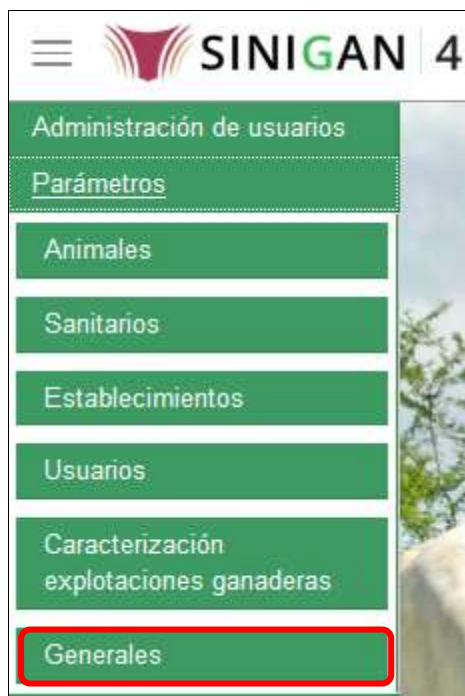 SINIGAN 4
Administración de usuarios
Parámetros
Animales
Sanitarios
Establecimientos
Usuarios
Caracterización
explotaciones ganaderas
Generales